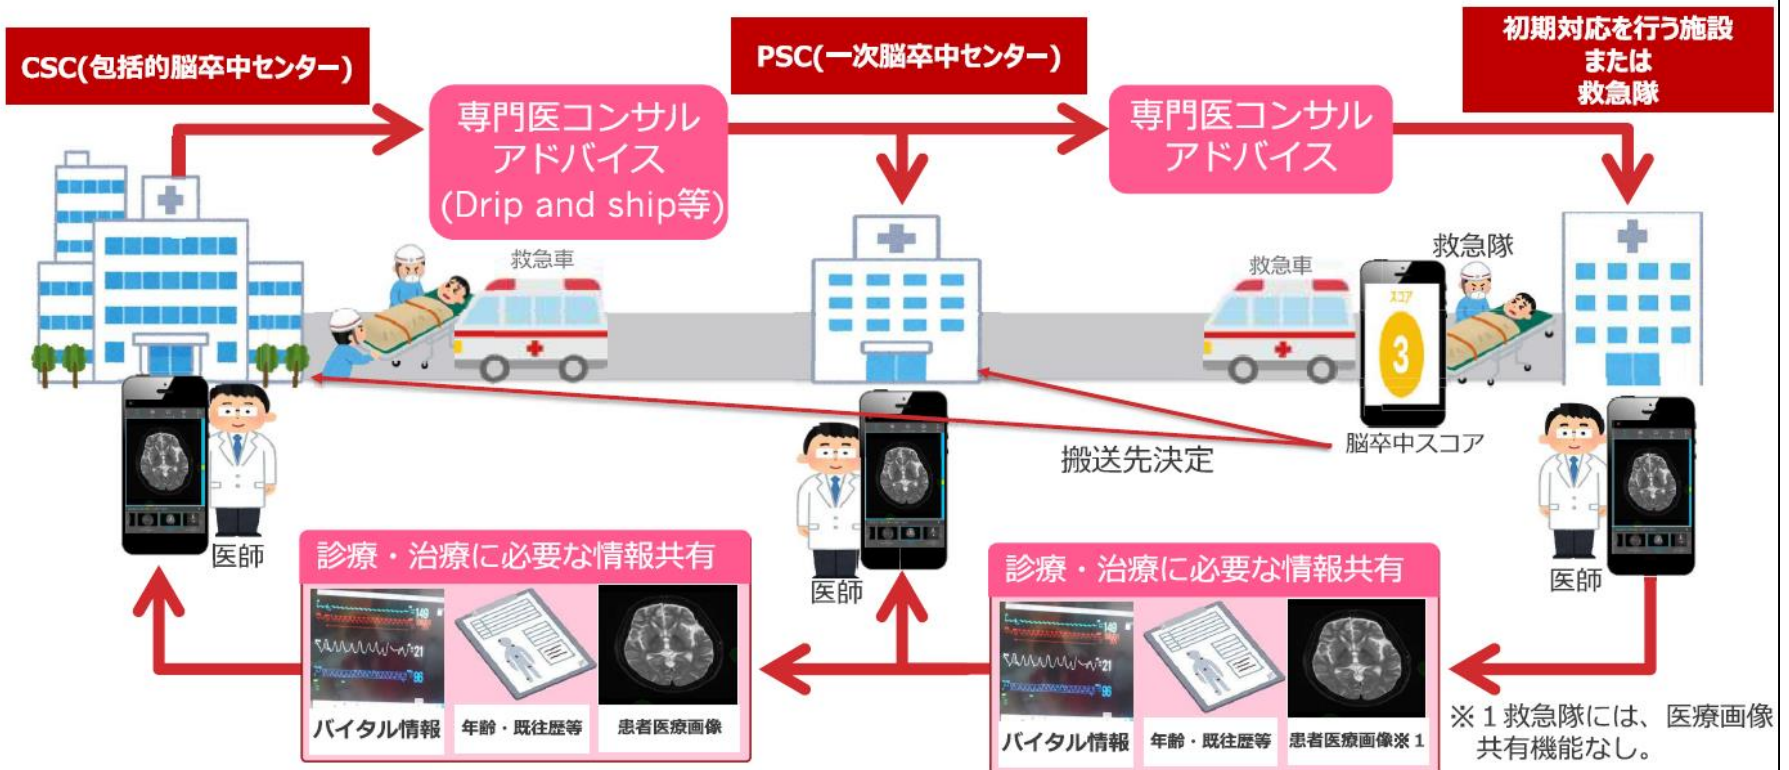 CSC(包括的脳卒中センター)
PSC(一次脳卒中センター)
初期対応を行う施設
または
救急隊
専門医コンサル
アドバイス
(Drip and ship等)
専門医コンサル
アドバイス
救急車
救急車
救急隊
スコア
3
脳卒中スコア
搬送先決定
医師
医師
医師
診療・治療に必要な情報共有
149
21
96
バイタル情報
年齢・既往歴等
患者医療画像
診療・治療に必要な情報共有
149
21
96
バイタル情報
年齢・既往歴等
患者医療画像※1
※1救急隊には、医療画像
共有機能なし。